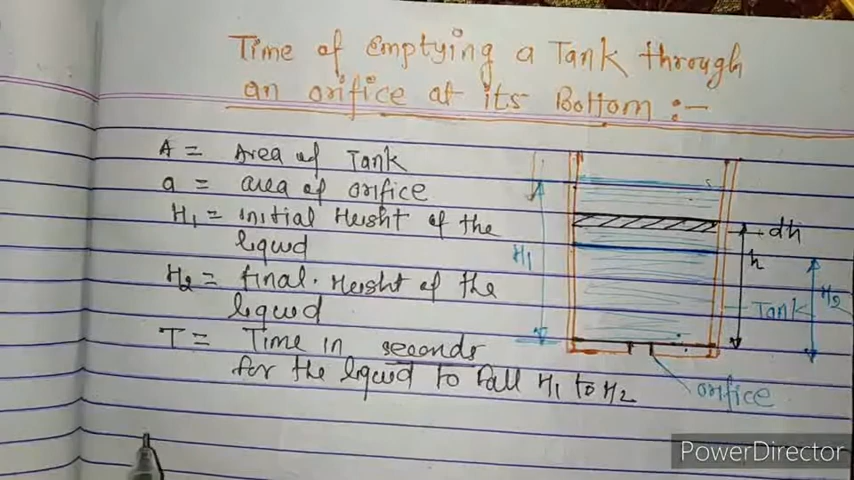 Time of emptying a Tank through
an orifice at its Bottom :-
A = Area of Tank
a = area of orifice
H1 = initial Height of the
liquid
H2 = final. Height of the
liquid
T = Time in seconds
for the liquid to fall H1 to H2
H1
dh
h
H2
Tank
orifice
PowerDirector